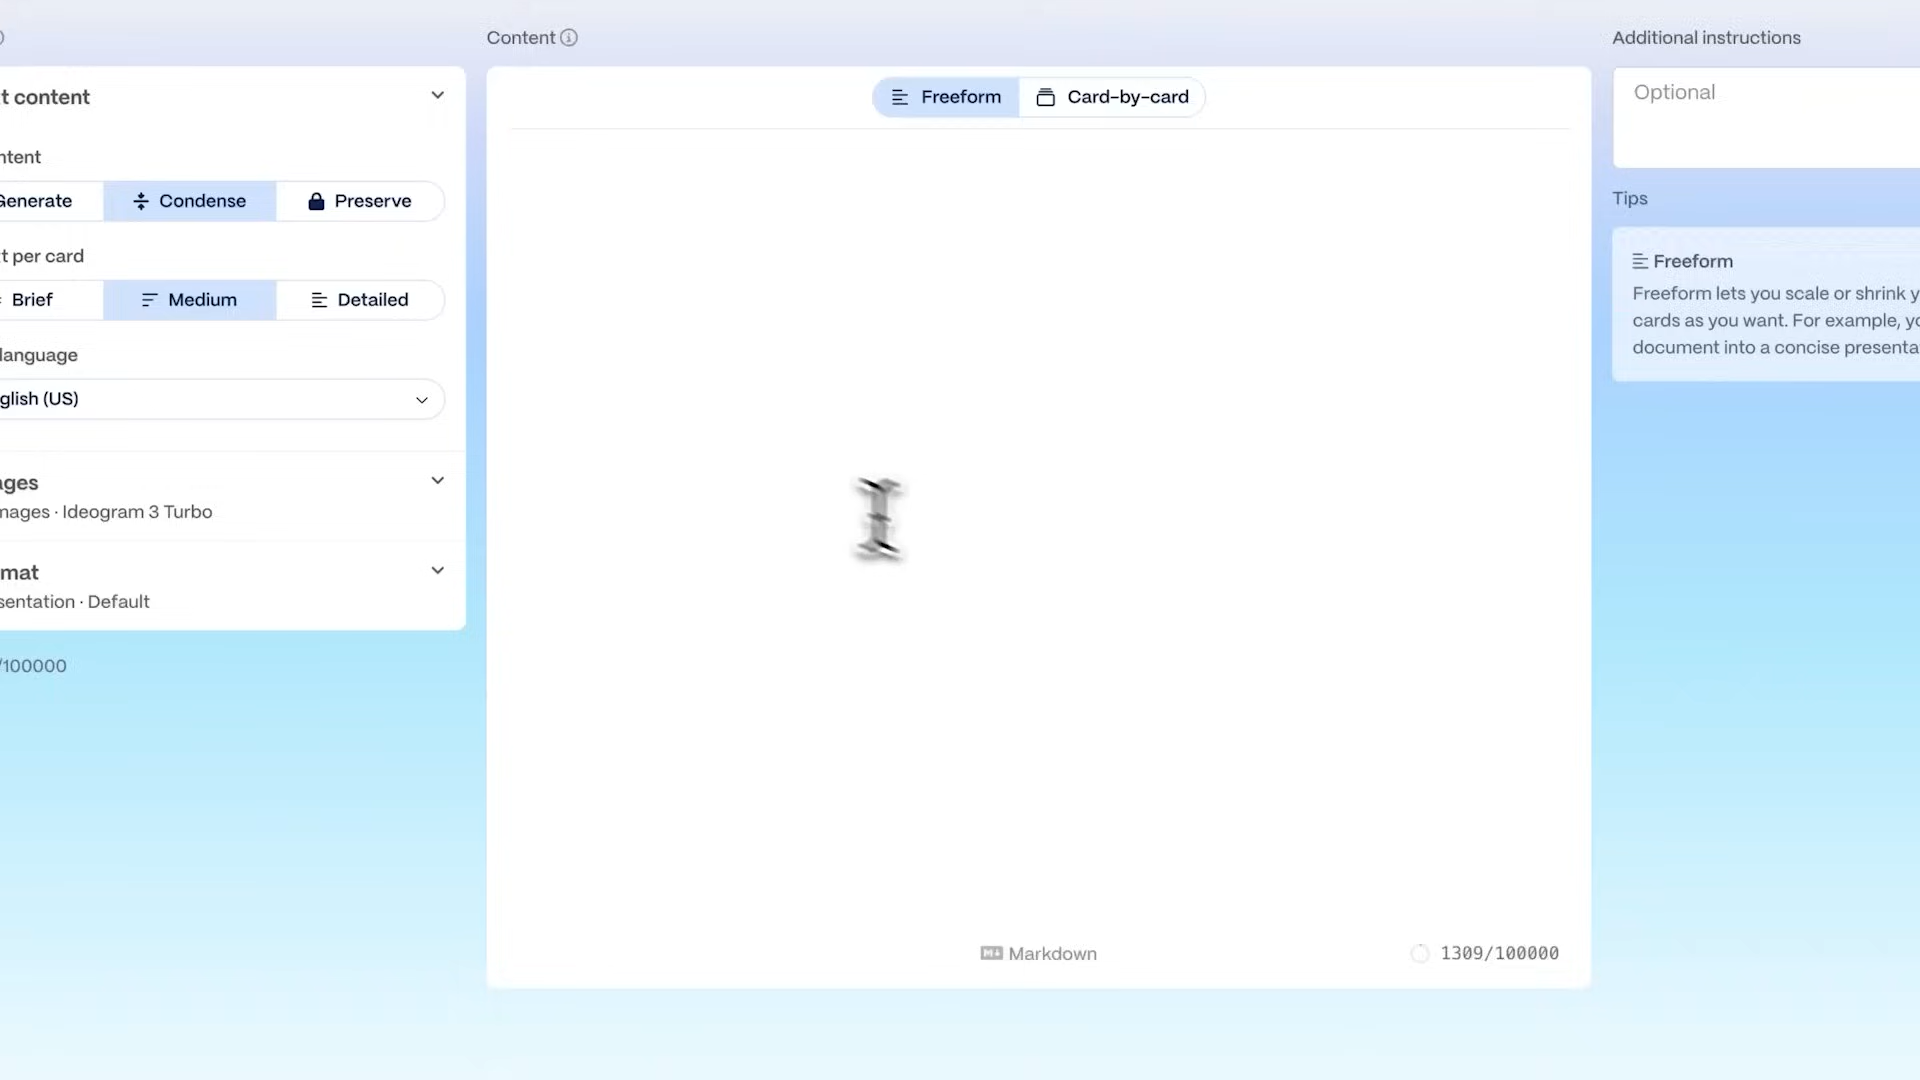 Content
t content
ntent
Generate
Condense
Preserve
t per card
Brief
Medium
Detailed
language
glish (US)
ages
mages · Ideogram 3 Turbo
mat
sentation · Default
/100000
Freeform
Card-by-card
Markdown
1309/100000
Additional instructions
Optional
Tips
Freeform
Freeform lets you scale or shrink y
cards as you want. For example, yo
document into a concise presenta